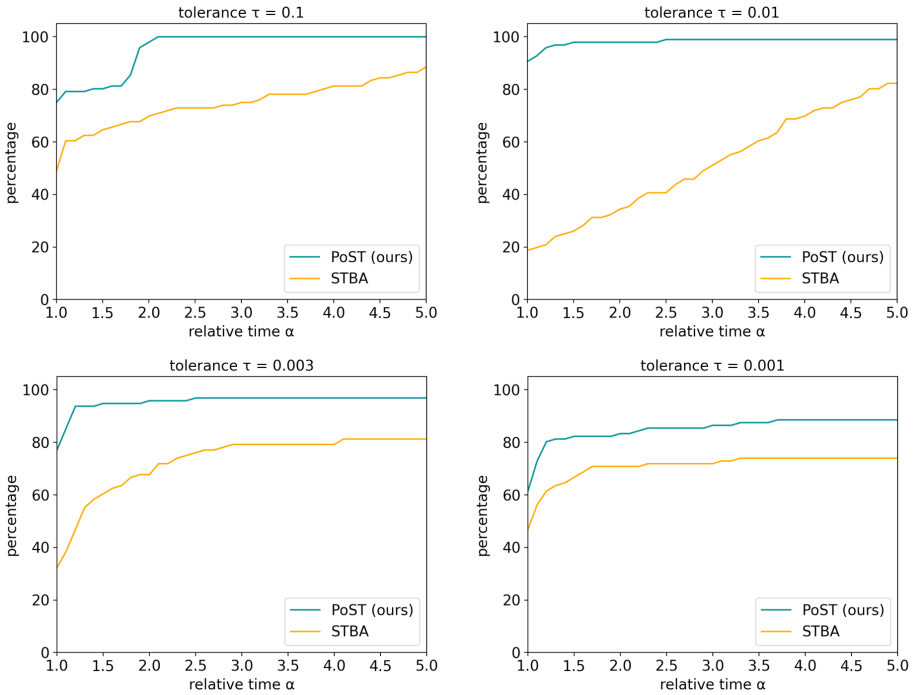 tolerance τ = 0.1
100
80
60
40
20
0
percentage
1.0 1.5 2.0 2.5 3.0 3.5 4.0 4.5 5.0
relative time α
PoST (ours)
STBA
tolerance τ = 0.01
100
80
60
40
20
0
percentage
1.0 1.5 2.0 2.5 3.0 3.5 4.0 4.5 5.0
relative time α
PoST (ours)
STBA
tolerance τ = 0.003
100
80
60
40
20
0
percentage
1.0 1.5 2.0 2.5 3.0 3.5 4.0 4.5 5.0
relative time α
PoST (ours)
STBA
tolerance τ = 0.001
100
80
60
40
20
0
percentage
1.0 1.5 2.0 2.5 3.0 3.5 4.0 4.5 5.0
relative time α
PoST (ours)
STBA